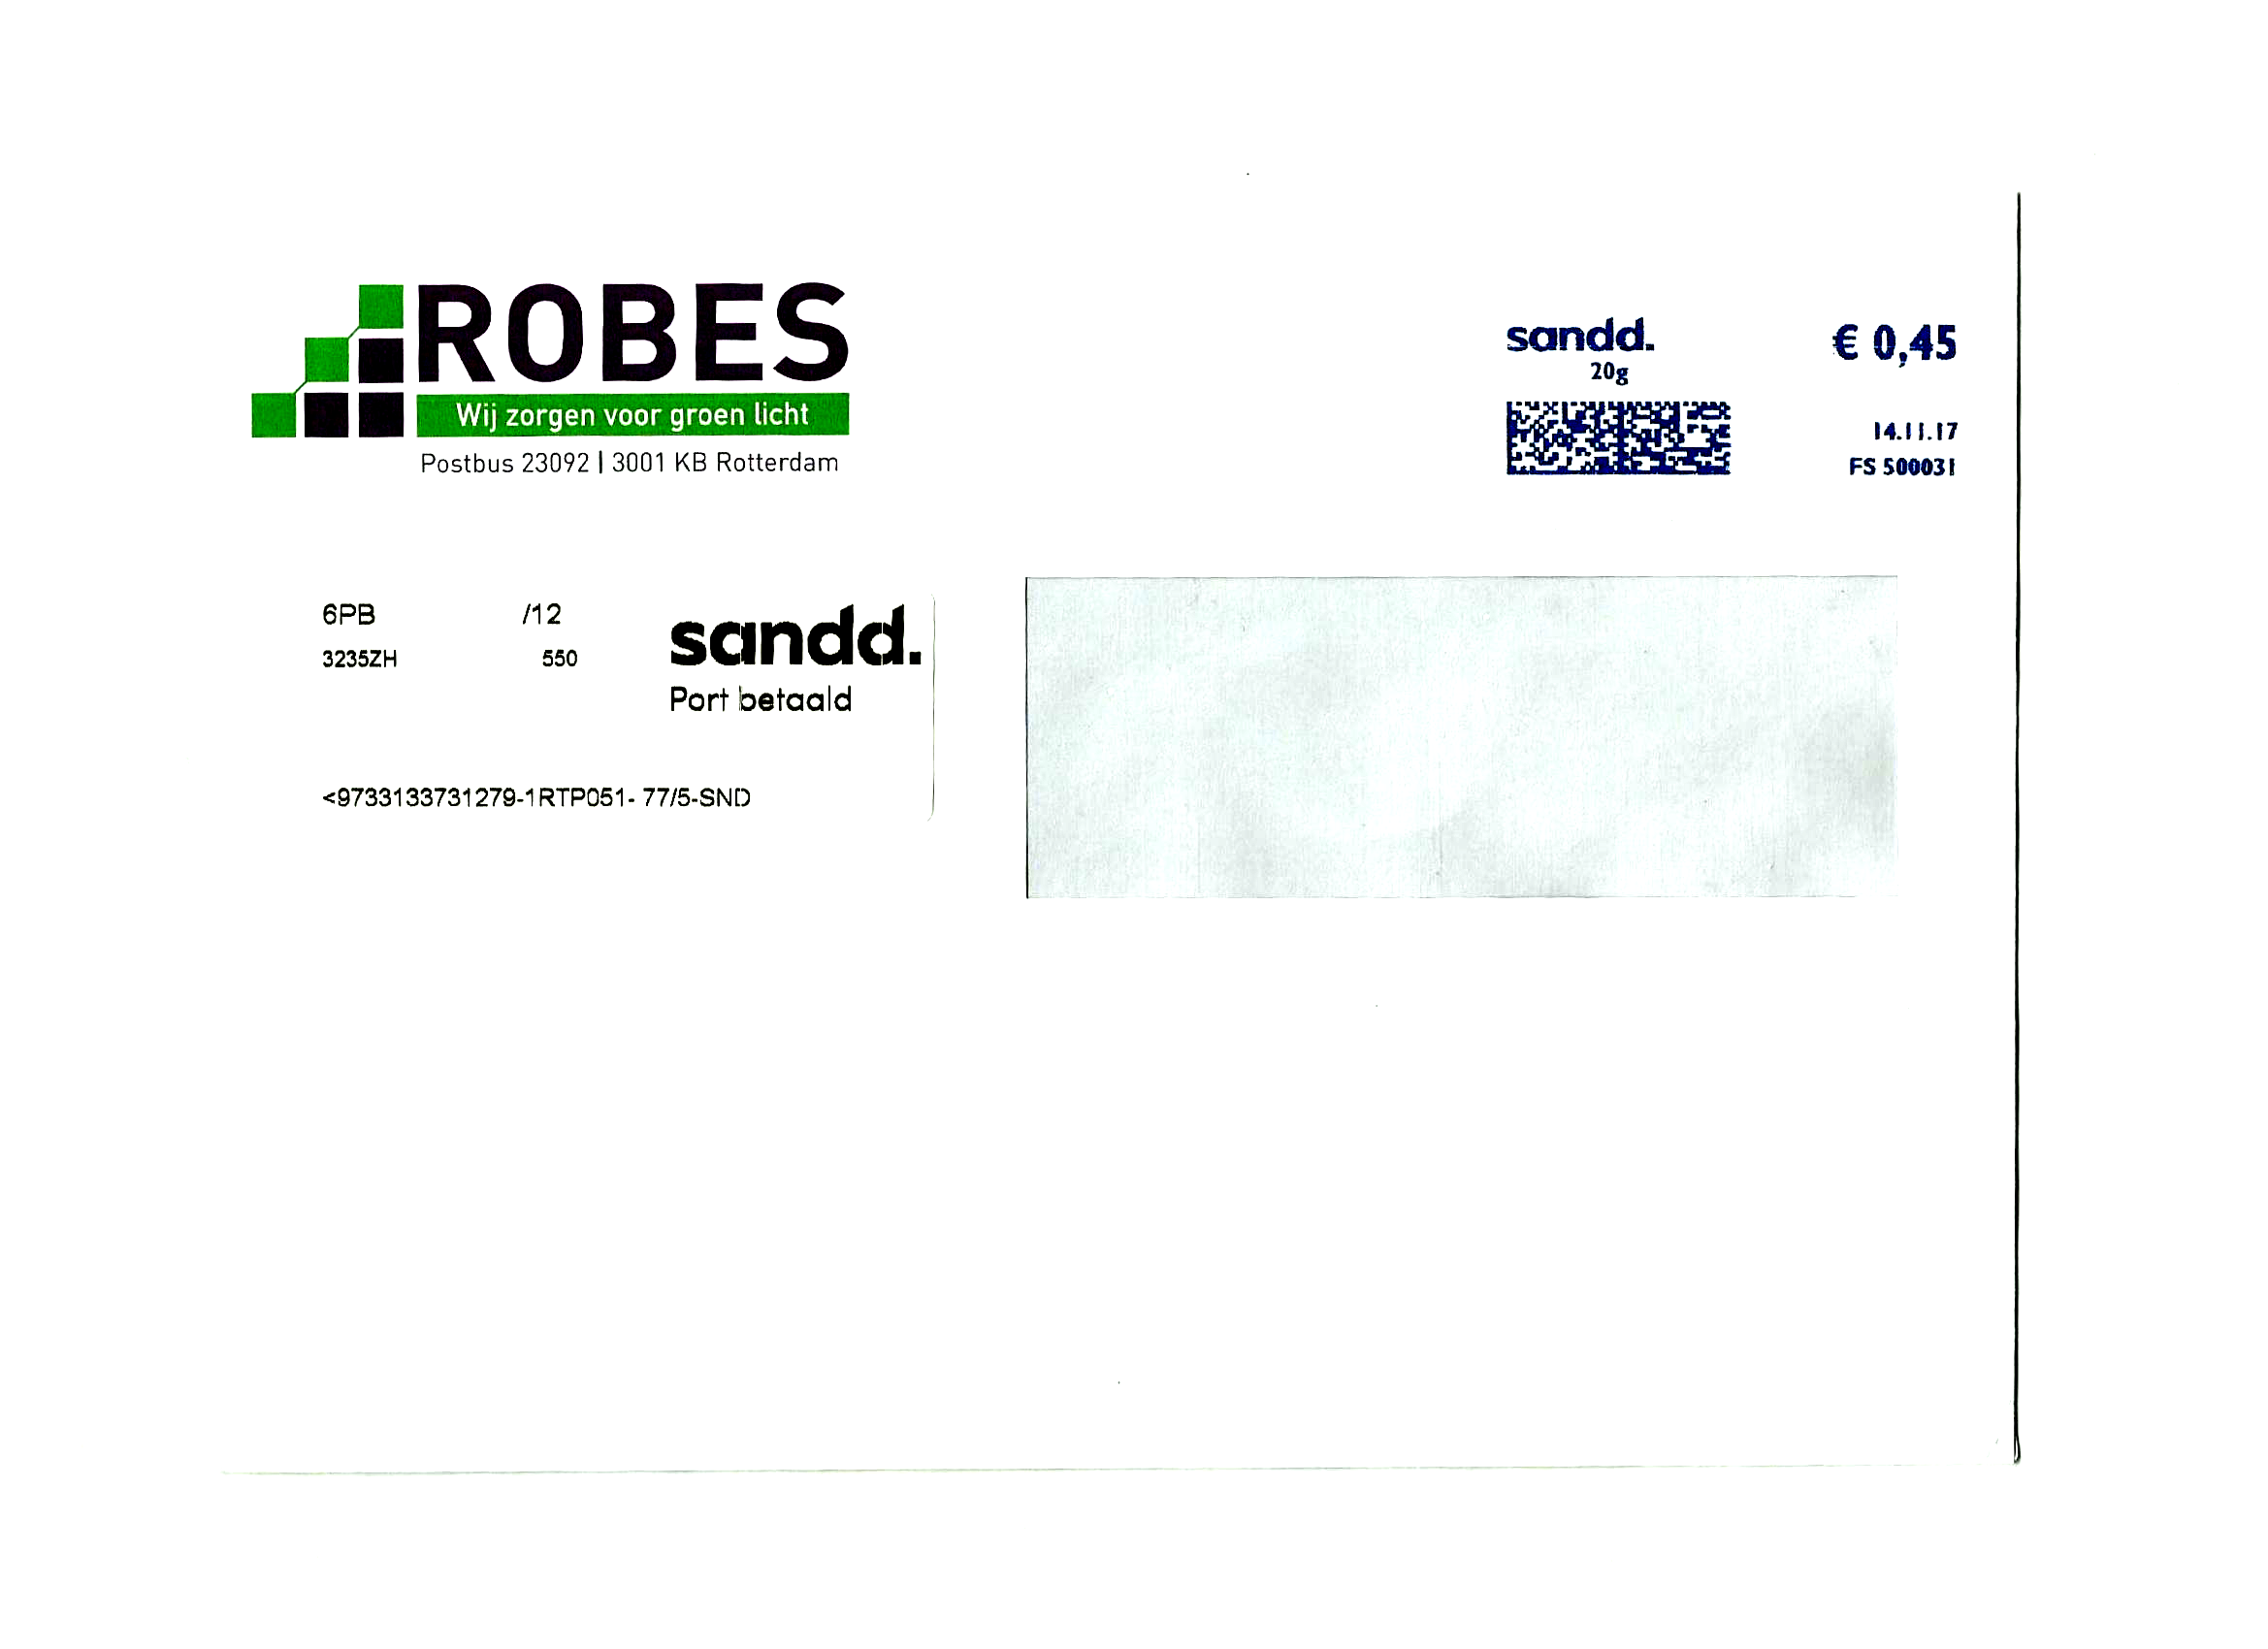 ROBES
Wij zorgen voor groen licht
Postbus 23092 | 3001 KB Rotterdam
sandd.
20g
€ 0,45
14.11.17
FS 500031
6PB /12
3235ZH 550
sandd.
Port betaald
<9733133731279-1RTP051- 77/5-SND